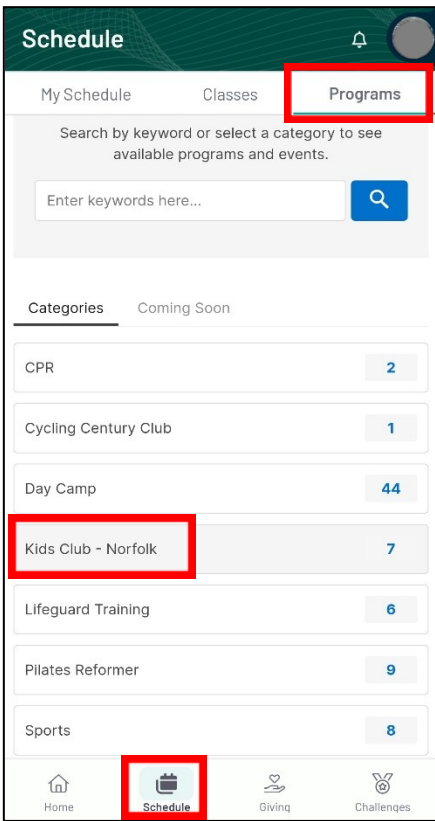 Schedule
My Schedule Classes Programs
Search by keyword or select a category to see
available programs and events.
Enter keywords here...
Categories Coming Soon
CPR 2
Cycling Century Club 1
Day Camp 44
Kids Club - Norfolk 7
Lifeguard Training 6
Pilates Reformer 9
Sports 8
Home Schedule Giving Challenges